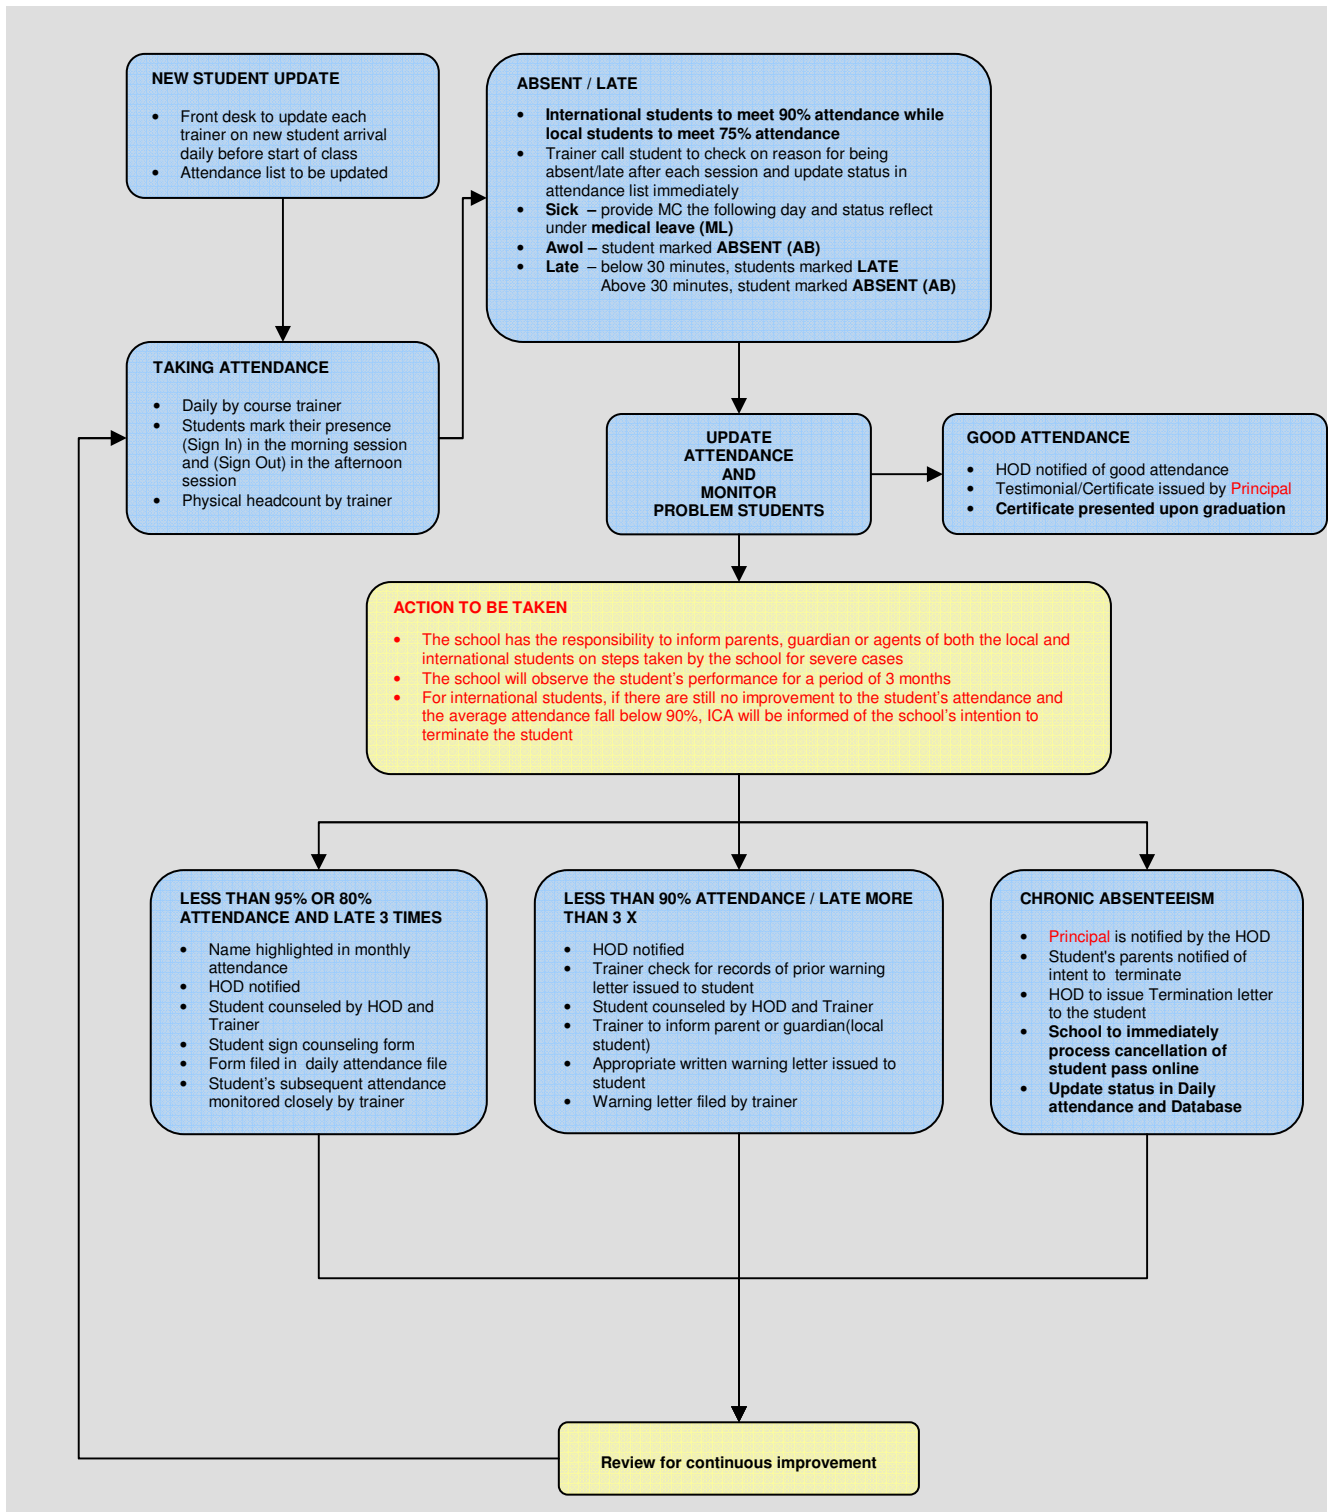 NEW STUDENT UPDATE
• Front desk to update each
trainer on new student arrival
daily before start of class
• Attendance list to be updated
ABSENT / LATE
• International students to meet 90% attendance while
local students to meet 75% attendance
• Trainer call student to check on reason for being
absent/late after each session and update status in
attendance list immediately
• Sick – provide MC the following day and status reflect
under medical leave (ML)
• Awol – student marked ABSENT (AB)
• Late – below 30 minutes, students marked LATE
Above 30 minutes, student marked ABSENT (AB)
TAKING ATTENDANCE
• Daily by course trainer
• Students mark their presence
(Sign In) in the morning session
and (Sign Out) in the afternoon
session
• Physical headcount by trainer
UPDATE
ATTENDANCE
AND
MONITOR
PROBLEM STUDENTS
GOOD ATTENDANCE
• HOD notified of good attendance
• Testimonial/Certificate issued by Principal
• Certificate presented upon graduation
ACTION TO BE TAKEN
• The school has the responsibility to inform parents, guardian or agents of both the local and
international students on steps taken by the school for severe cases
• The school will observe the student’s performance for a period of 3 months
• For international students, if there are still no improvement to the student’s attendance and
the average attendance fall below 90%, ICA will be informed of the school’s intention to
terminate the student
LESS THAN 95% OR 80%
ATTENDANCE AND LATE 3 TIMES
• Name highlighted in monthly
attendance
• HOD notified
• Student counseled by HOD and
Trainer
• Student sign counseling form
• Form filed in daily attendance file
• Student’s subsequent attendance
monitored closely by trainer
LESS THAN 90% ATTENDANCE / LATE MORE
THAN 3 X
• HOD notified
• Trainer check for records of prior warning
letter issued to student
• Student counseled by HOD and Trainer
• Trainer to inform parent or guardian(local
student)
• Appropriate written warning letter issued to
student
• Warning letter filed by trainer
CHRONIC ABSENTEEISM
• Principal is notified by the HOD
• Student's parents notified of
intent to terminate
• HOD to issue Termination letter
to the student
• School to immediately
process cancellation of
student pass online
• Update status in Daily
attendance and Database
Review for continuous improvement